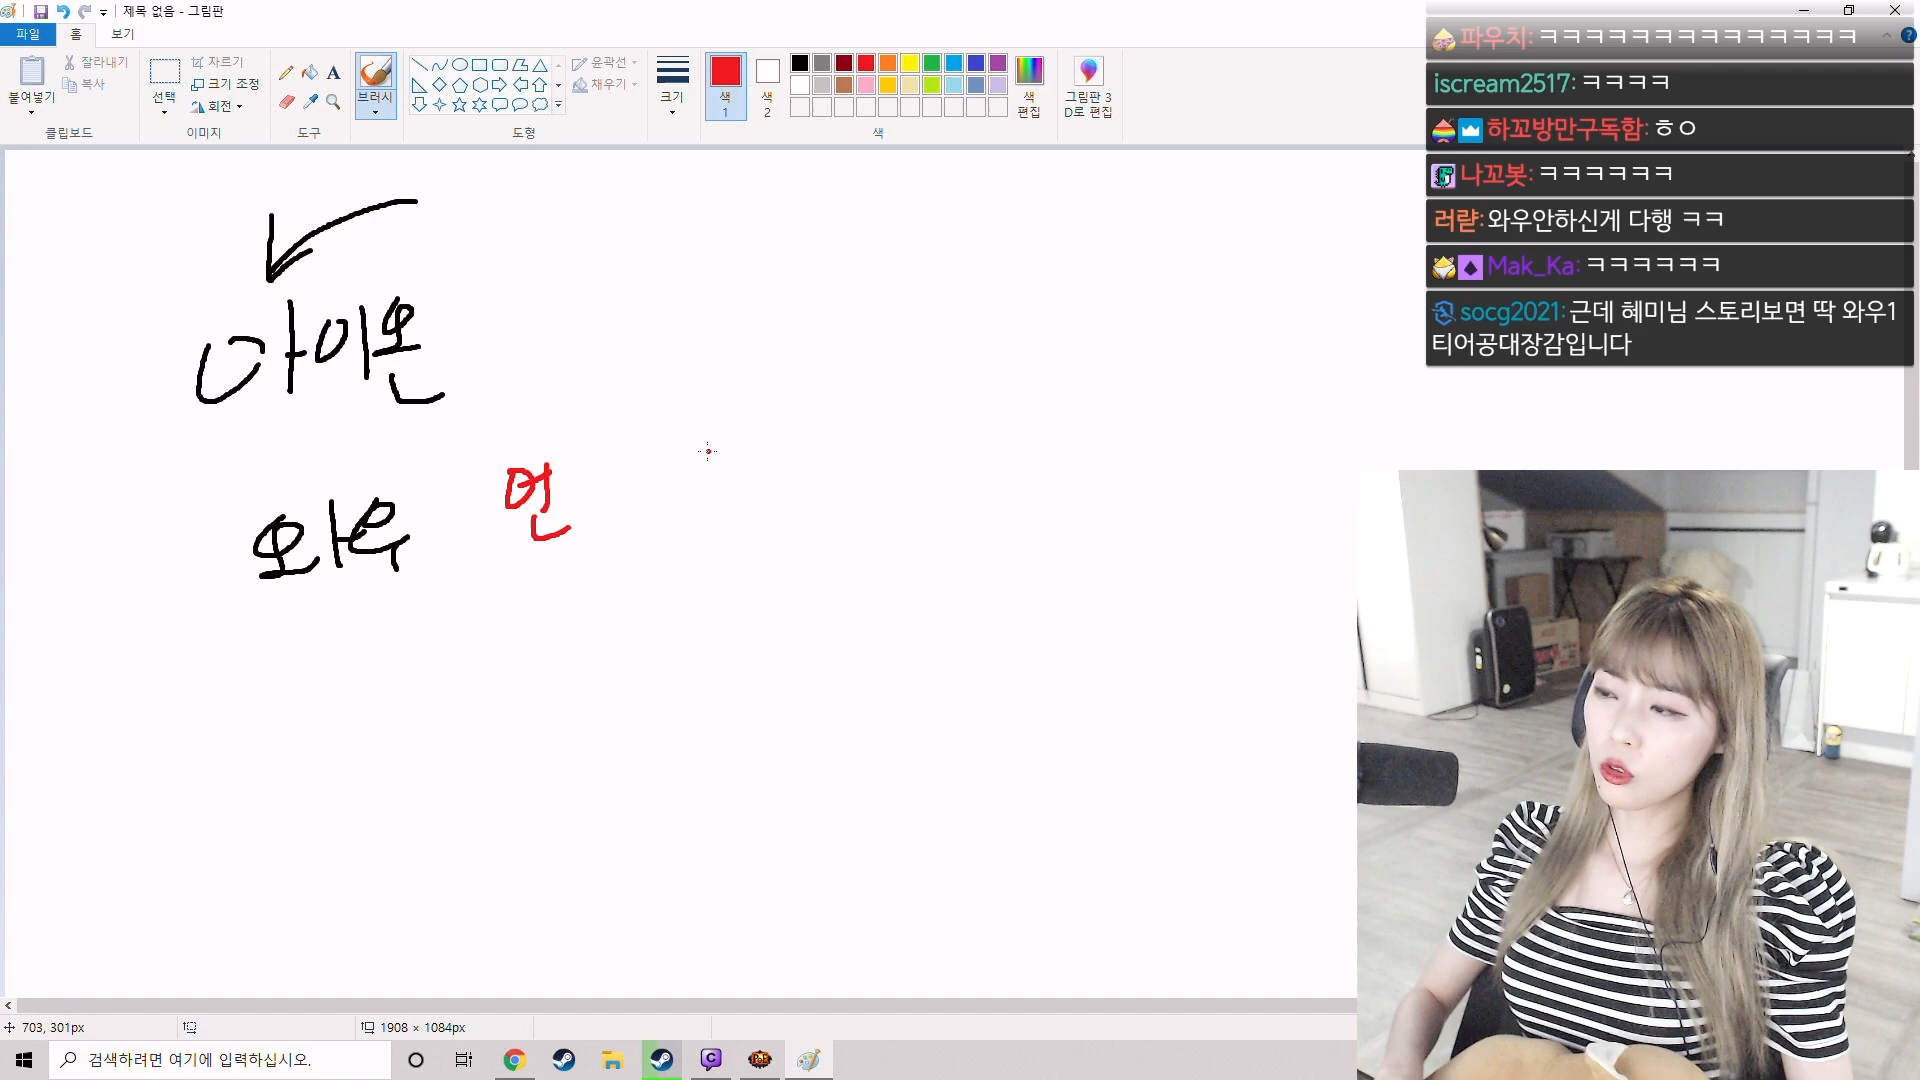 제목 없음 - 그림판
파일 홈 보기
붙여넣기 잘라내기 복사
클립보드
선택 자르기 크기 조정 회전
이미지
A
도구
브러시
윤곽선 채우기
도형
크기
색 1
색 2
색 편집
색
그림판 3D로 편집
파우치: ㅋㅋㅋㅋㅋㅋㅋㅋㅋㅋㅋㅋㅋㅋ
iscream2517: ㅋㅋㅋㅋ
하꼬방만구독함: ㅎㅇ
나꼬봇: ㅋㅋㅋㅋㅋㅋ
러랻: 와우안하신게 다행 ㅋㅋ
Mak_Ka: ㅋㅋㅋㅋㅋㅋ
socg2021: 근데 혜미님 스토리보면 딱 와우1
티어공대장감입니다
아이온
언
와우
703, 301px
1908 × 1084px
검색하려면 여기에 입력하십시오.